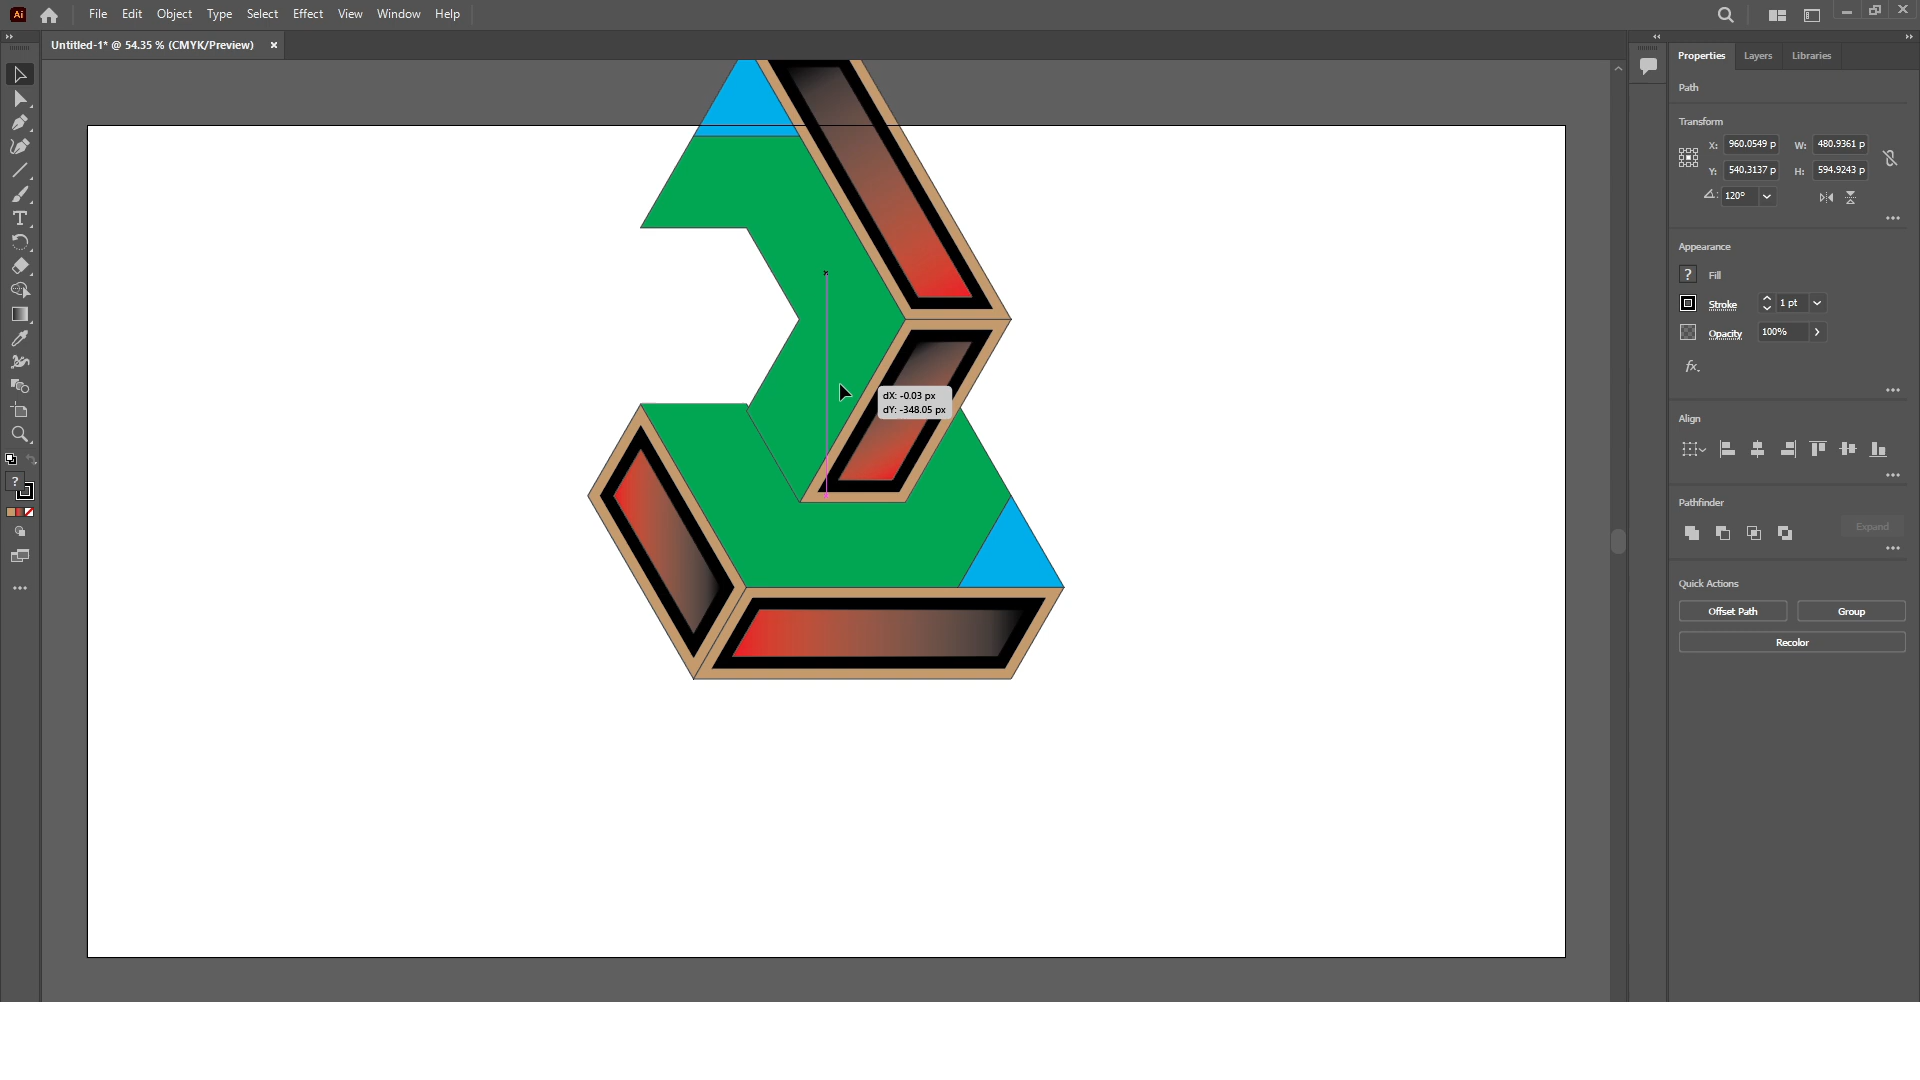 Ai File Edit Object Type Select Effect View Window Help
Untitled-1* @ 54.35 % (CMYK/Preview) ×
Properties Layers Libraries
Path
Transform
X: 960.0549 p W: 480.9361 p
Y: 540.3137 p H: 594.9243 p
120°
Appearance
? Fill
Stroke 1 pt
Opacity 100%
fx.
dX: -0.03 px
dY: -348.05 px
Align
Pathfinder
Expand
Quick Actions
Offset Path Group
Recolor